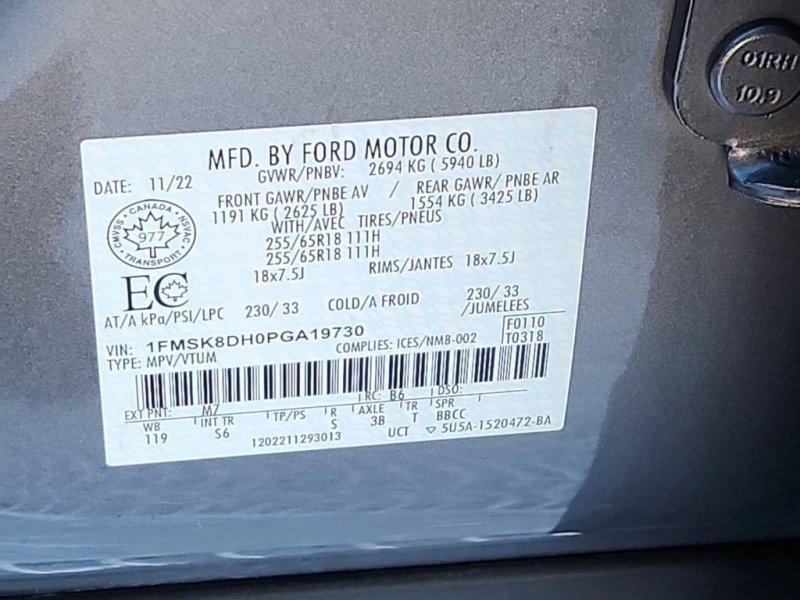 01RH
10.9
MFD. BY FORD MOTOR CO.
DATE: 11/22 GVWR/PNBV: 2694 KG ( 5940 LB)
FRONT GAWR/PNBE AV / REAR GAWR/ PNBE AR
1191 KG ( 2625 LB) 1554 KG ( 3425 LB)
WITH/AVEC TIRES/PNEUS
255/65R18 111H
255/65R18 111H
18x7.5J RIMS/JANTES 18x7.5J
CANADA
CMVSS NSVAC
977
TRANSPORT
EC
AT/A kPa/PSI/LPC 230/ 33 COLD/A FROID 230/ 33
/JUMELEES
VIN: 1FMSK8DH0PGA19730 F0110
TYPE: MPV/VTUM COMPLIES: ICES/NMB-002 T0318
EXT PNT: M7 RC: B6 DSO:
WB INT TR TP/PS R AXLE TR SPR
119 S6 S 3B T BBCC
1202211293013 UCT ▽ 5U5A-1520472-BA